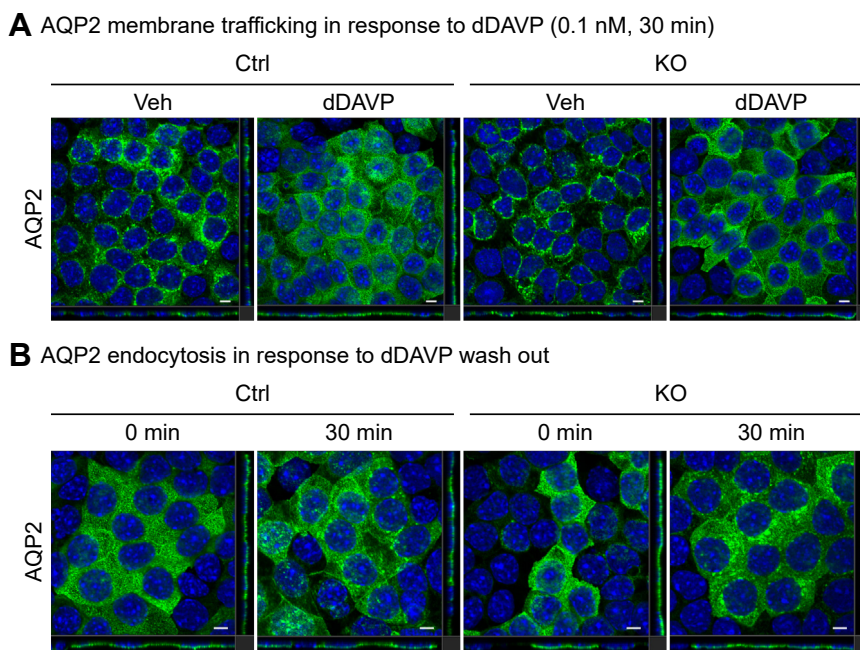 A AQP2 membrane trafficking in response to dDAVP (0.1 nM, 30 min)
Ctrl KO
Veh dDAVP Veh dDAVP
AQP2
B AQP2 endocytosis in response to dDAVP wash out
Ctrl KO
0 min 30 min 0 min 30 min
AQP2